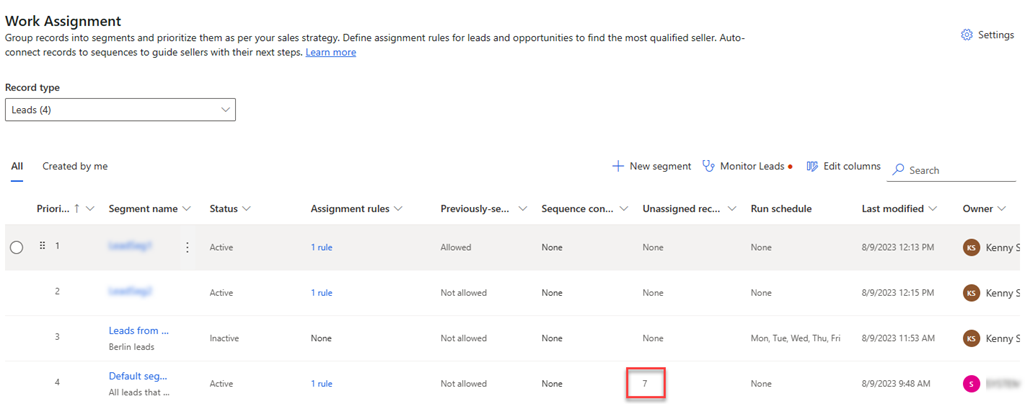 Work Assignment
Group records into segments and prioritize them as per your sales strategy. Define assignment rules for leads and opportunities to find the most qualified seller. Auto-
connect records to sequences to guide sellers with their next steps. Learn more
Settings
Record type
Leads (4)
All Created by me New segment Monitor Leads Edit columns Search
Priori... Segment name Status Assignment rules Previously-se... Sequence con... Unassigned rec... Run schedule Last modified Owner
1 Active 1 rule Allowed None None None 8/9/2023 12:13 PM KS Kenny S
2 Active 1 rule Not allowed None None None 8/9/2023 12:15 PM KS Kenny S
3 Leads from ... Inactive None Not allowed None None Mon, Tue, Wed, Thu, Fri 8/9/2023 11:53 AM KS Kenny S
Berlin leads
4 Default seg... Active 1 rule Not allowed None 7 None 8/9/2023 9:48 AM S
All leads that ...